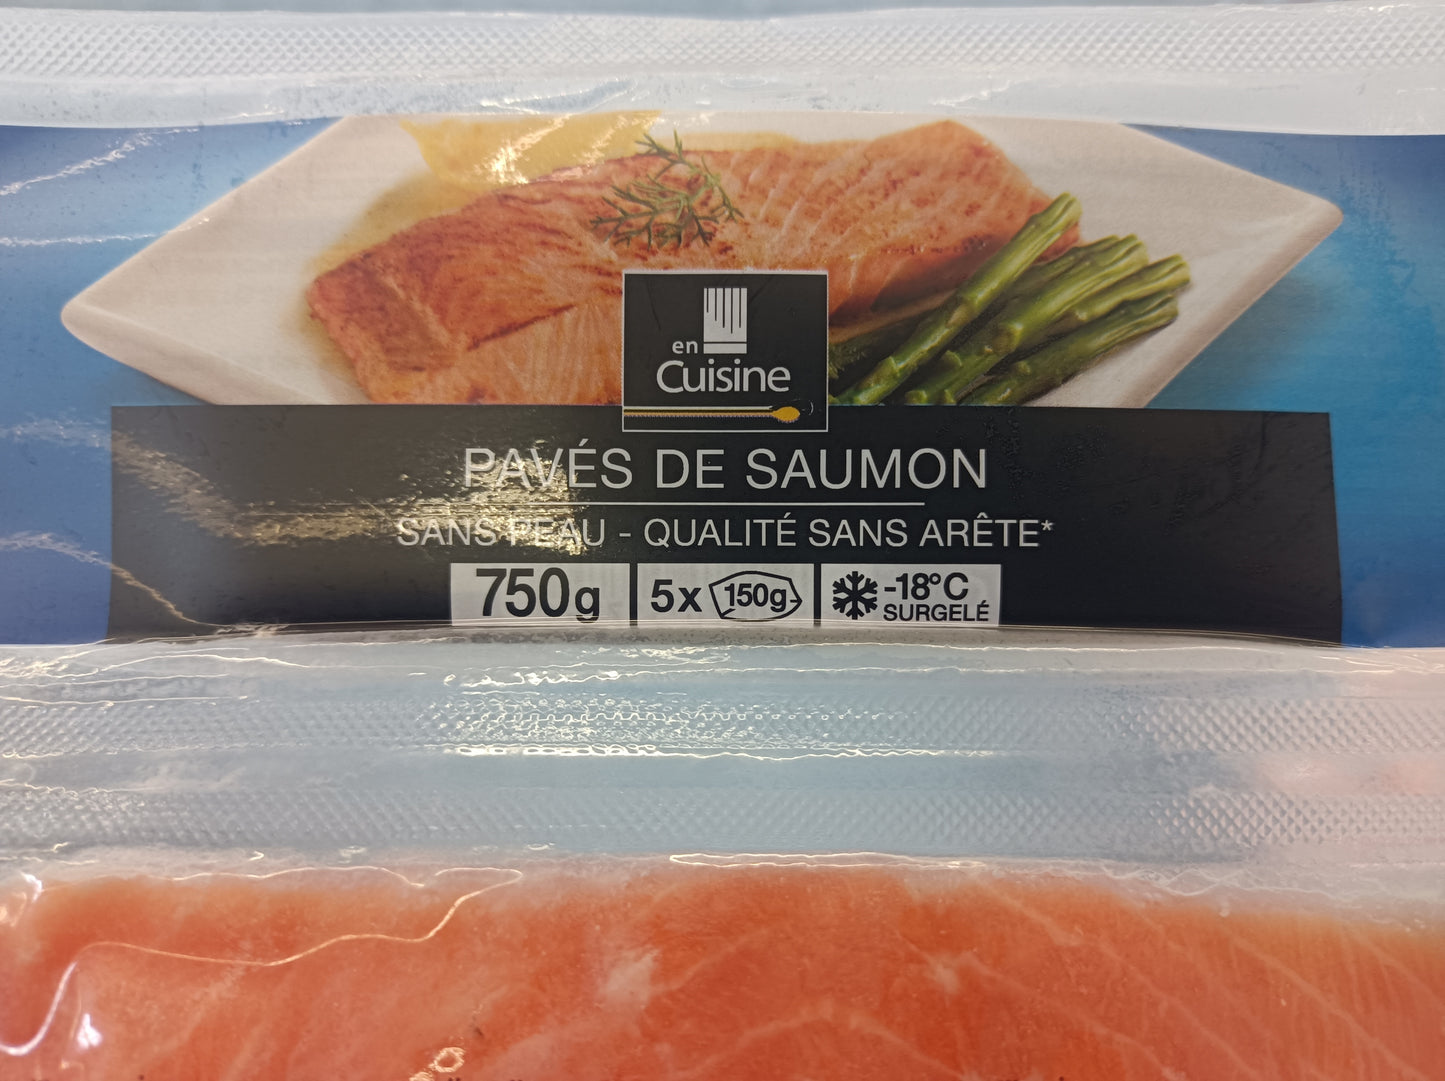 en
Cuisine
PAVÉS DE SAUMON
SANS PEAU - QUALITÉ SANS ARÊTE*
750g 5x 150g -18°C
SURGELÉ